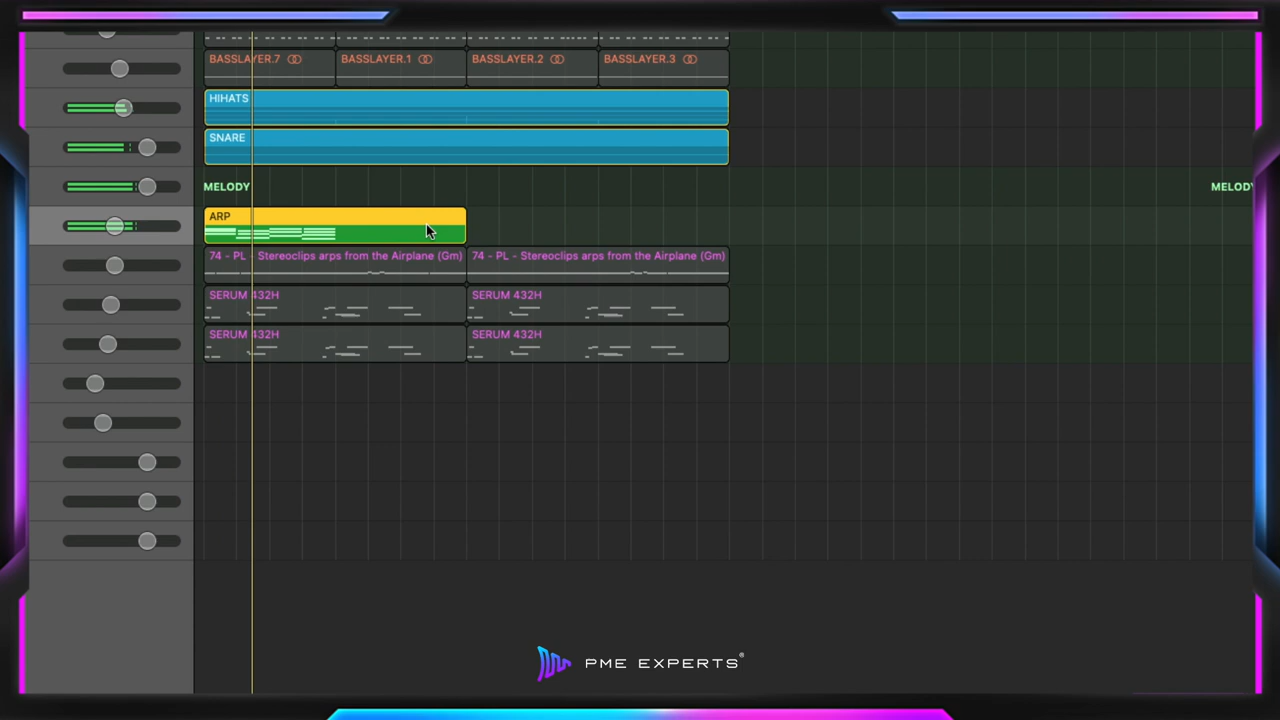 BASSLAYER.7 BASSLAYER.1 BASSLAYER.2 BASSLAYER.3
HIHATS
SNARE
MELODY MELODY
ARP
74 - PL - Stereoclips arps from the Airplane (Gm) 74 - PL - Stereoclips arps from the Airplane (Gm)
SERUM 432H SERUM 432H
SERUM 432H SERUM 432H
PME EXPERTS®